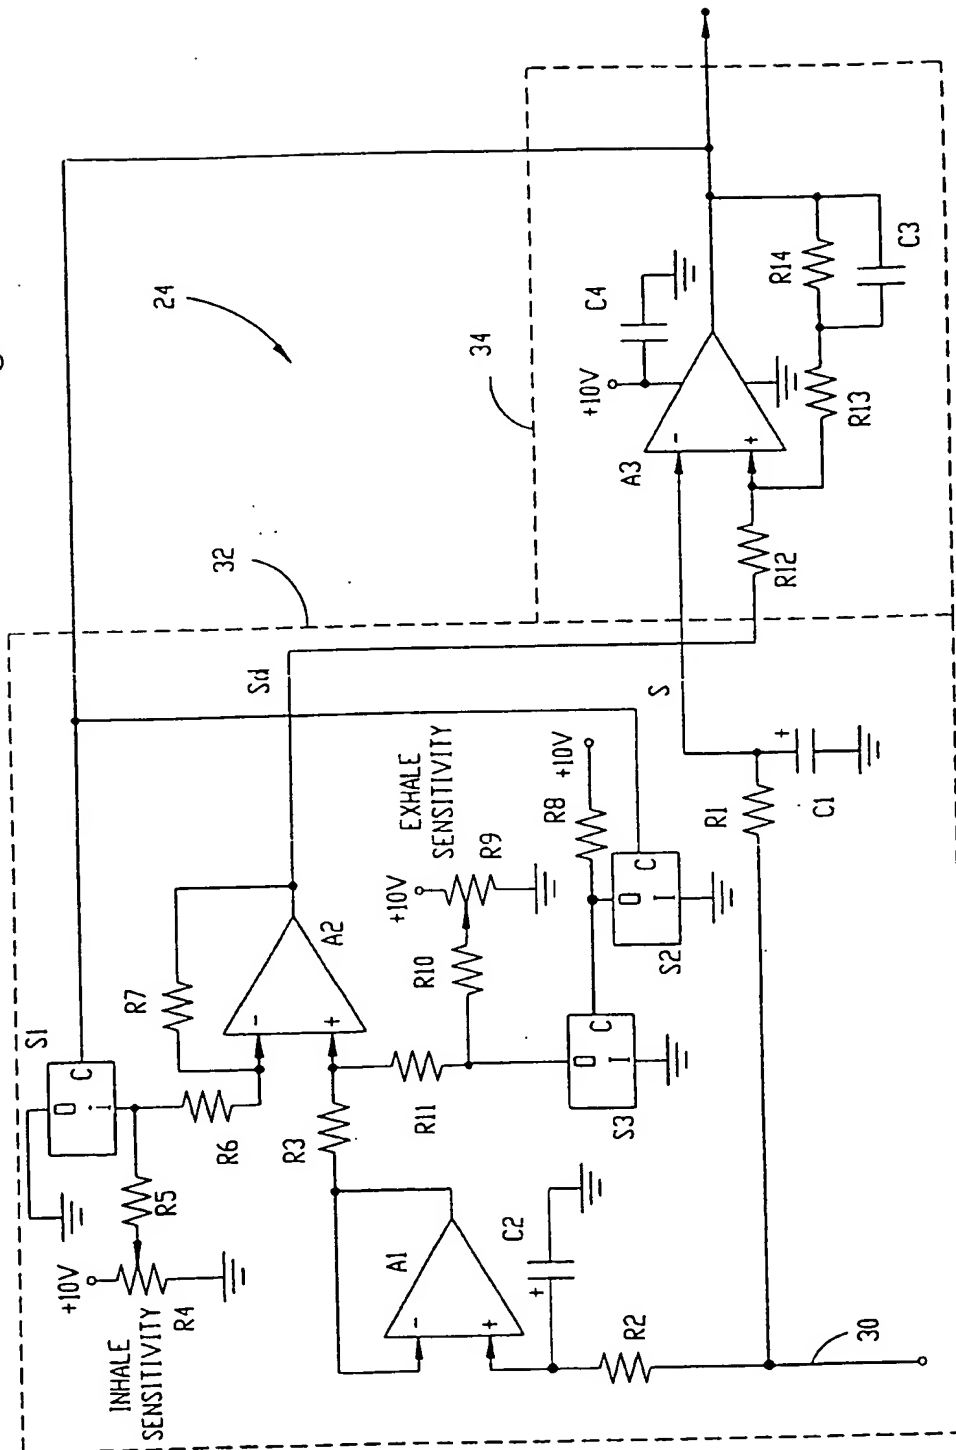 24
34
32
+10V
C4
A3
-
+
R14
C3
R13
R12
Sd
S
S1
O
I
C
R7
A2
-
+
R6
R5
+10V
R4
INHALE
SENSITIVITY
R3
R11
R10
+10V
EXHALE
SENSITIVITY
R9
R8
+10V
O
I
C
S2
O
I
C
S3
A1
-
+
C2
+
R2
R1
+
C1
30